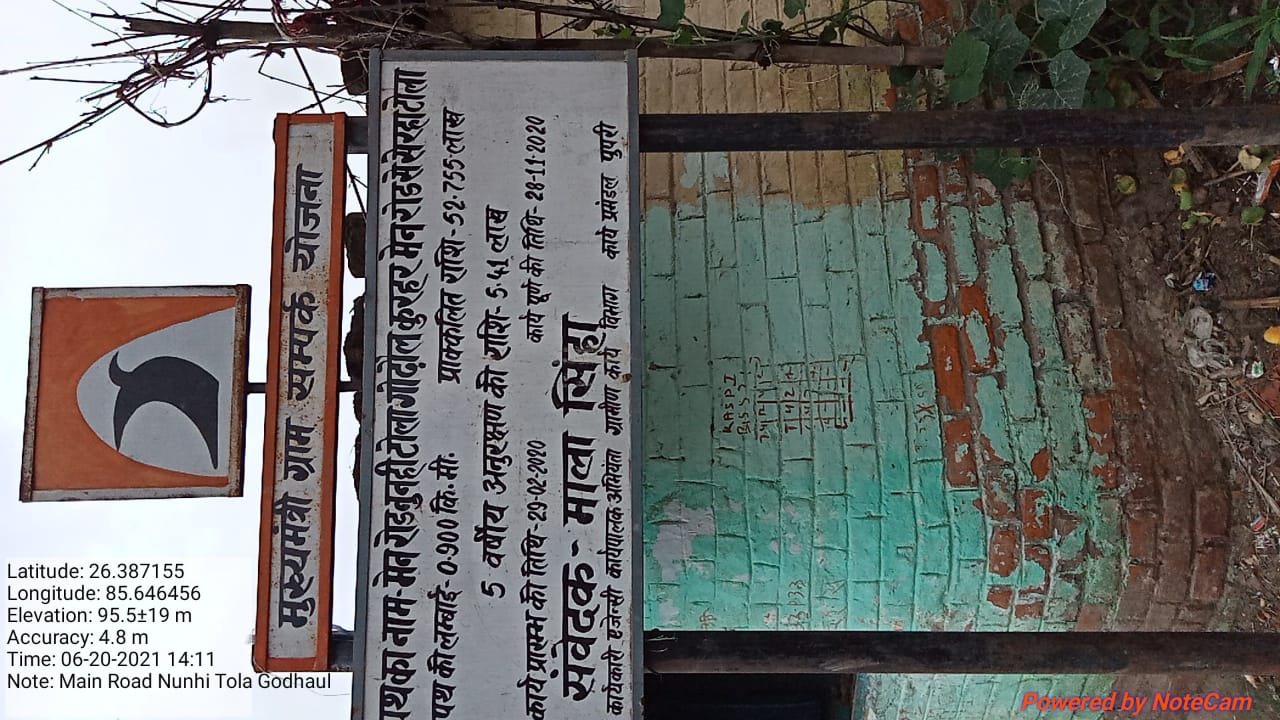 मुख्यमंत्री ग्राम सम्पर्क योजना
पथ का नाम- मेन रोड नुनही टोला गोढ़ौल कुरहर मेन रोड से सेरहा टोला
पथ की लम्बाई- 0.900 कि.मी. प्राक्कलित राशि- 52.755 लाख
5 वर्षीय अनुरक्षण की राशि- 5.41 लाख
कार्य प्रारम्भ की तिथि- 29-02-2020 कार्य पूर्ण की तिथि- 28-11-2020
संवेदक- माला सिंहा
कार्यकारी एजेन्सी कार्यपालक अभियंता ग्रामीण कार्य विभाग कार्य प्रमंडल पुपरी
Latitude: 26.387155
Longitude: 85.646456
Elevation: 95.5±19 m
Accuracy: 4.8 m
Time: 06-20-2021 14:11
Note: Main Road Nunhi Tola Godhaul
Powered by NoteCam